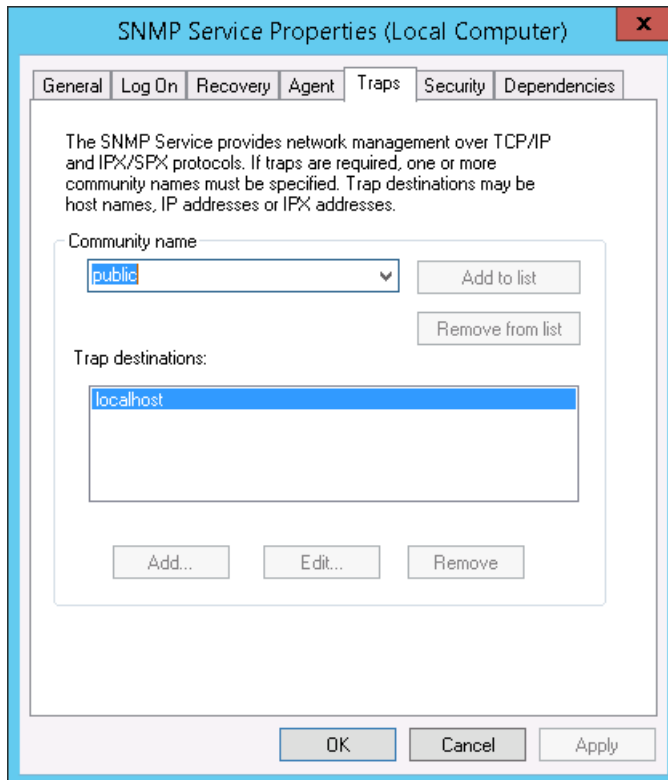 SNMP Service Properties (Local Computer)
x
General Log On Recovery Agent Traps Security Dependencies
The SNMP Service provides network management over TCP/IP
and IPX/SPX protocols. If traps are required, one or more
community names must be specified. Trap destinations may be
host names, IP addresses or IPX addresses.
Community name
public
Add to list
Remove from list
Trap destinations:
localhost
Add... Edit... Remove
OK Cancel Apply